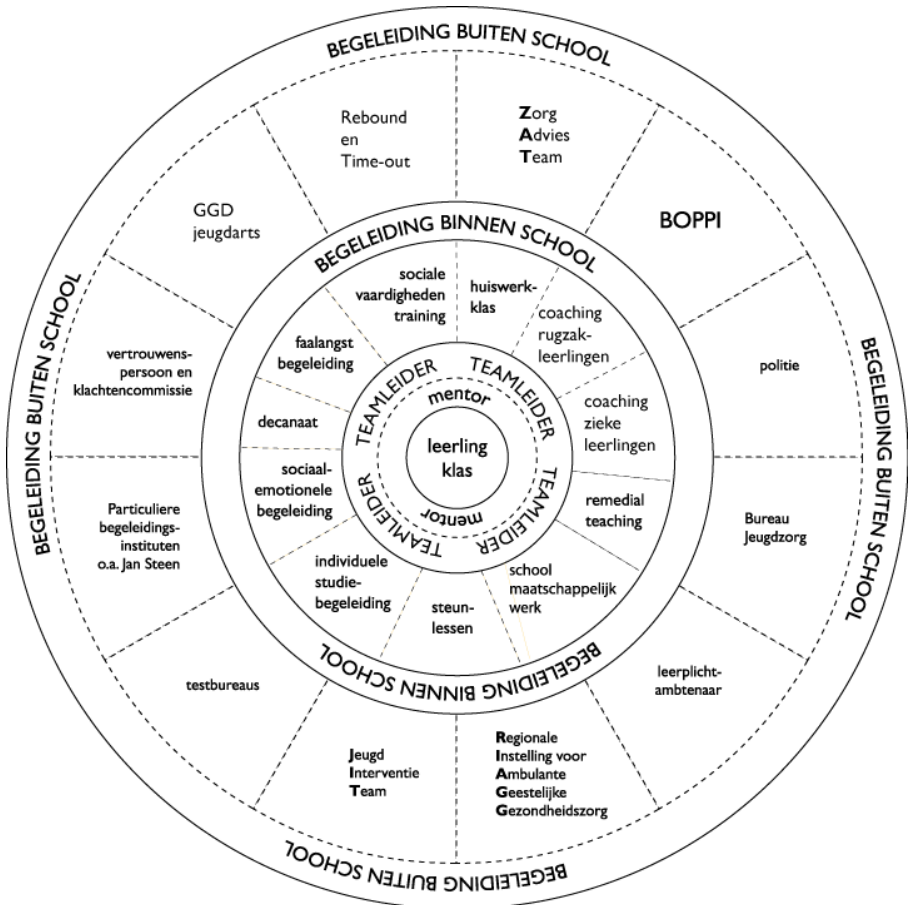 BEGELEIDING BUITEN SCHOOL
Rebound
en
Time-out
Zorg
Advies
Team
BOPPI
politie
Bureau
Jeugdzorg
leerplicht-
ambtenaar
Regionale
Instelling voor
Ambulante
Geestelijke
Gezondheidszorg
Jeugd
Interventie
Team
testbureaus
Particuliere
begeleidings-
instituten
o.a. Jan Steen
vertrouwens-
persoon en
klachtencommissie
GGD
jeugdarts
BEGELEIDING BUITEN SCHOOL
BEGELEIDING BUITEN SCHOOL
BEGELEIDING BUITEN SCHOOL
BEGELEIDING BINNEN SCHOOL
sociale
vaardigheden
training
huiswerk-
klas
coaching
rugzak-
leerlingen
coaching
zieke
leerlingen
remedial
teaching
school
maatschappelijk
werk
steun-
lessen
individuele
studie-
begeleiding
sociaal-
emotionele
begeleiding
decanaat
faalangst
begeleiding
BEGELEIDING BINNEN SCHOOL
TEAMLEIDER
TEAMLEIDER
TEAMLEIDER
TEAMLEIDER
mentor
leerling
klas
mentor